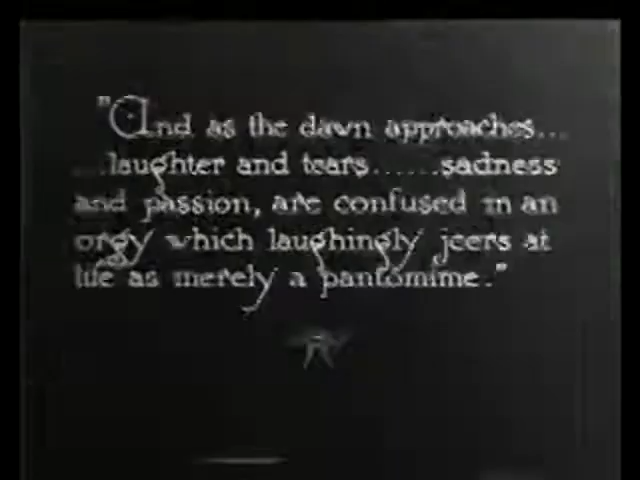 "And as the dawn approaches...
...laughter and tears......sadness
and passion, are confused in an
orgy which laughingly jeers at
life as merely a pantomime."